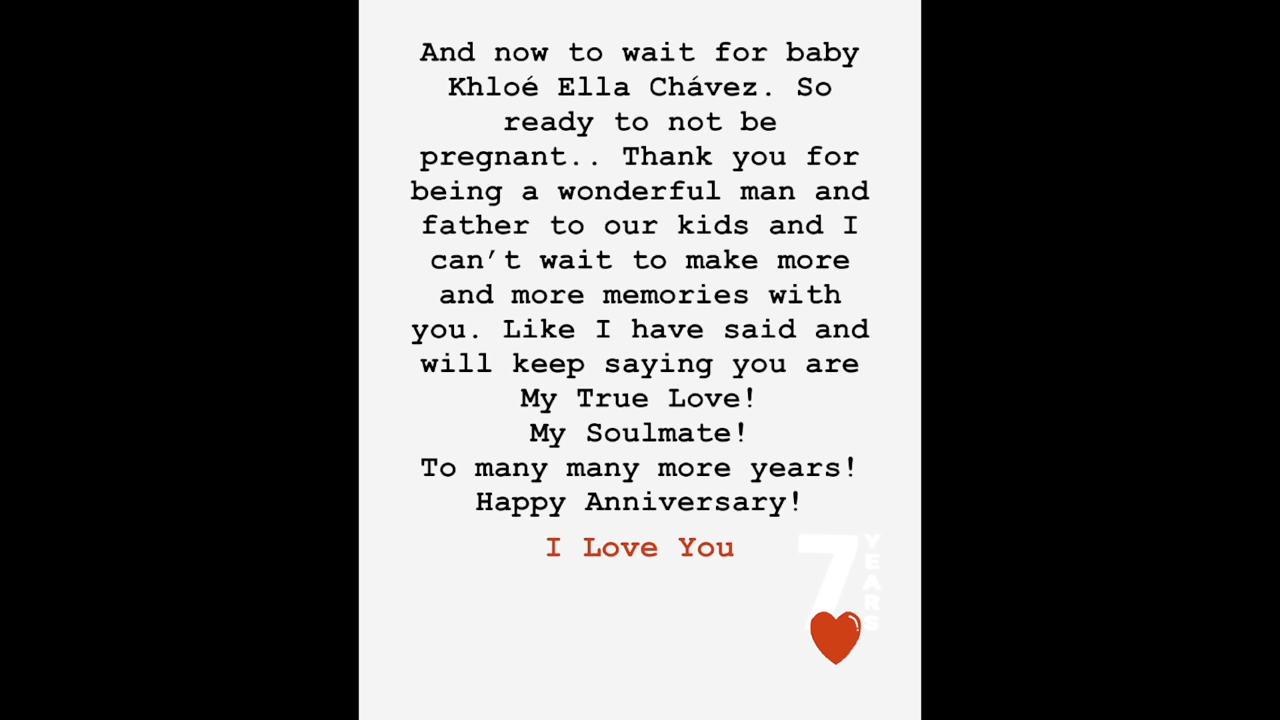 And now to wait for baby
Khloé Ella Chávez. So
ready to not be
pregnant.. Thank you for
being a wonderful man and
father to our kids and I
can’t wait to make more
and more memories with
you. Like I have said and
will keep saying you are
My True Love!
My Soulmate!
To many many more years!
Happy Anniversary!
I Love You
7 YEARS